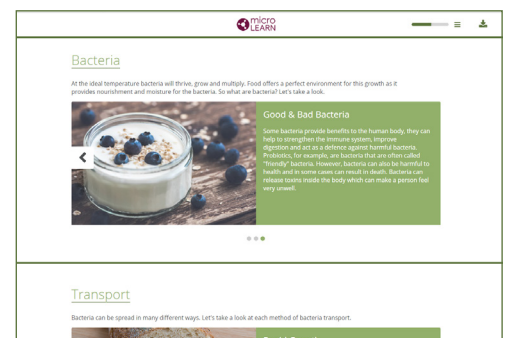 micro
LEARN
Bacteria
At the ideal temperature bacteria will thrive, grow and multiply. Food offers a perfect environment for this growth as it
provides nourishment and moisture for the bacteria. So what are bacteria? Let's take a look.
Good & Bad Bacteria
Some bacteria provide benefits to the human body, they can
help to strengthen the immune system, improve
digestion and act as a defence against harmful bacteria.
Probiotics, for example, are bacteria that are often called
"friendly" bacteria. However, bacteria can also be harmful to
health and in some cases can result in death. Bacteria can
release toxins inside the body which can make a person feel
very unwell.
Transport
Bacteria can be spread in many different ways. Let's take a look at each method of bacteria transport.